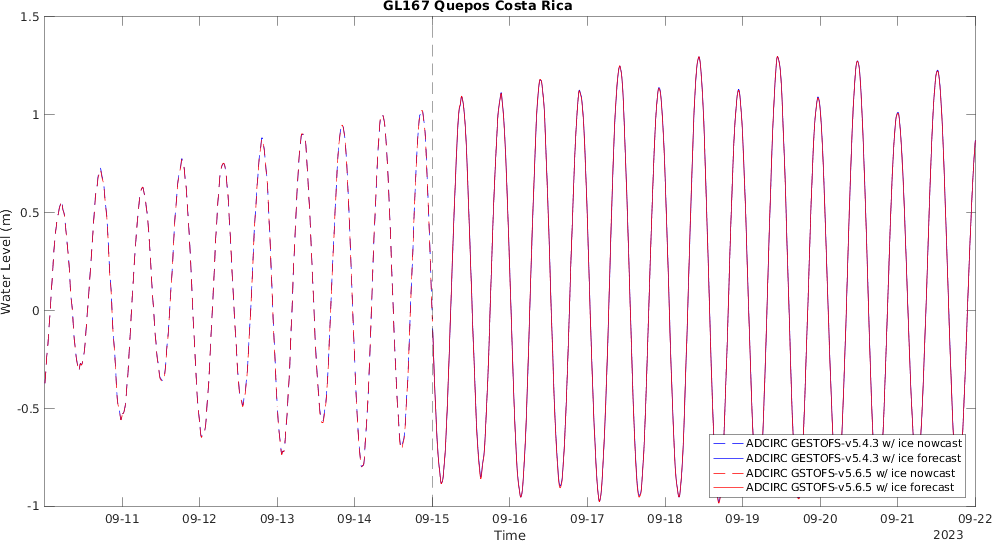 GL167 Quepos Costa Rica
1.5
1
0.5
0
-0.5
-1
Water Level (m)
ADCIRC GESTOFS-v5.4.3 w/ ice nowcast
ADCIRC GESTOFS-v5.4.3 w/ ice forecast
ADCIRC GSTOFS-v5.6.5 w/ ice nowcast
ADCIRC GSTOFS-v5.6.5 w/ ice forecast
09-11 09-12 09-13 09-14 09-15 09-16 09-17 09-18 09-19 09-20 09-21 09-22
Time
2023